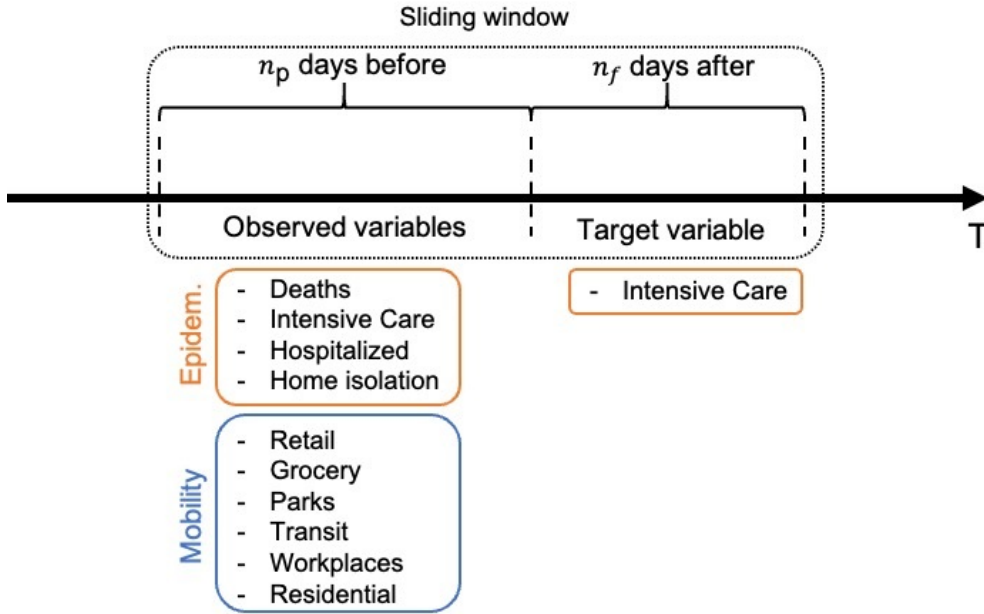 Sliding window
n_p days before
n_f days after
Observed variables
Target variable
T
Epidem.
- Deaths
- Intensive Care
- Hospitalized
- Home isolation
- Intensive Care
Mobility
- Retail
- Grocery
- Parks
- Transit
- Workplaces
- Residential